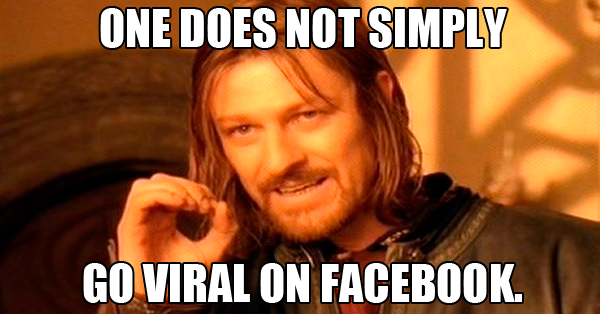 ONE DOES NOT SIMPLY
GO VIRAL ON FACEBOOK.